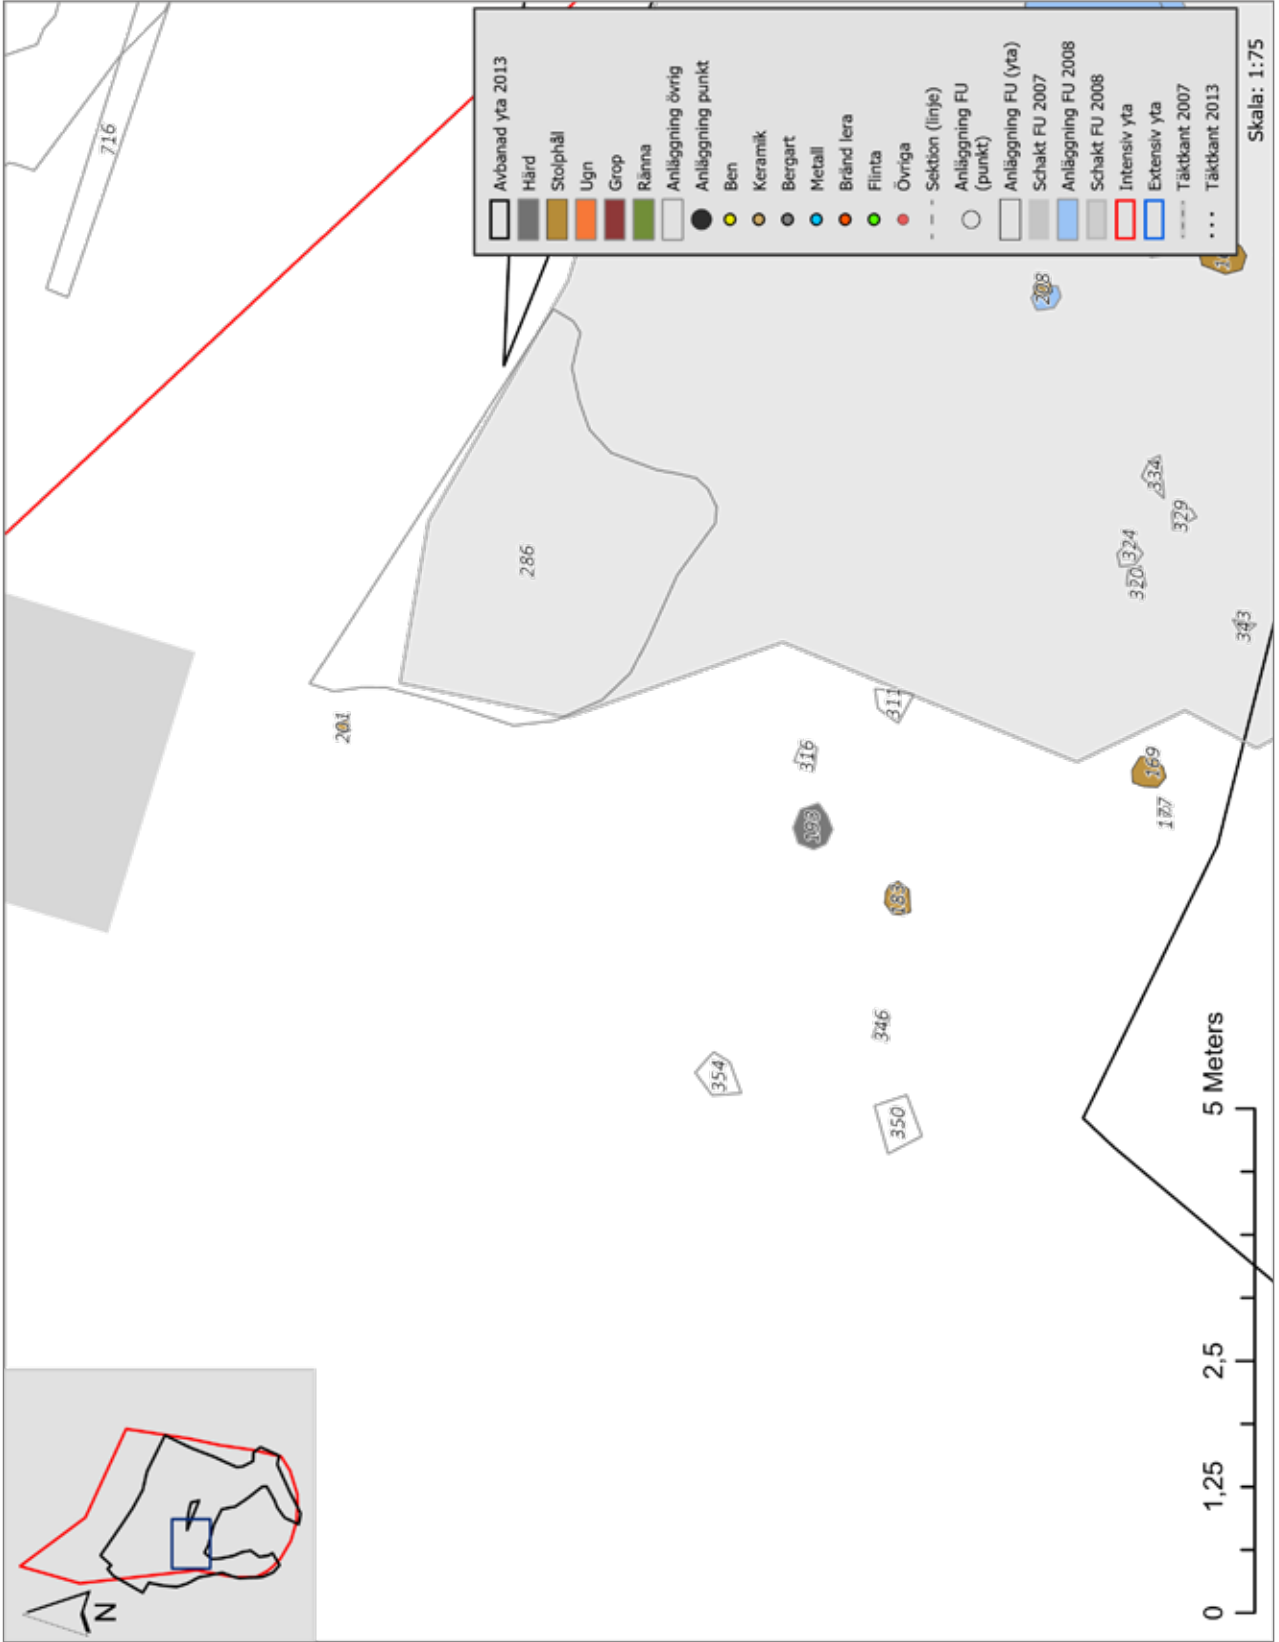 716
286
201
311
316
193
183
346
354
350
208
334
329
324
320
343
169
177
Avbanad yta 2013
Härd
Stolphål
Ugn
Grop
Ränna
Anläggning övrig
Anläggning punkt
Ben
Keramik
Bergart
Metall
Bränd lera
Flinta
Övriga
Sektion (linje)
Anläggning FU
(punkt)
Anläggning FU (yta)
Schakt FU 2007
Anläggning FU 2008
Schakt FU 2008
Intensiv yta
Extensiv yta
Täktkant 2007
Täktkant 2013
Skala: 1:75
N
0 1,25 2,5 5 Meters